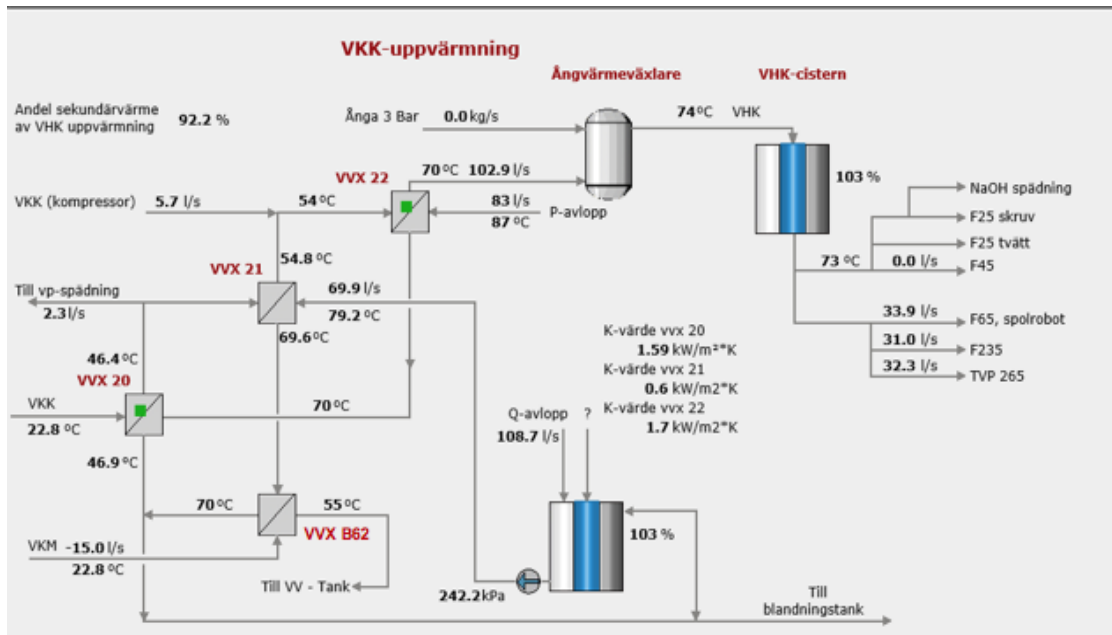 VKK-uppvärmning
Ångvärmeväxlare
VHK-cistern
Andel sekundärvärme
av VHK uppvärmning
92.2 %
Ånga 3 Bar
0.0 kg/s
74ºC
VHK
VVX 22
70 ºC
102.9 l/s
103 %
VKK (kompressor)
5.7 l/s
54 ºC
83 l/s
P-avlopp
87 ºC
NaOH spädning
F25 skruv
F25 tvätt
73 ºC
0.0 l/s
F45
VVX 21
54.8 ºC
Till vp-spädning
2.3 l/s
69.9 l/s
79.2 ºC
69.6 ºC
33.9 l/s
F65, spolrobot
31.0 l/s
F235
32.3 l/s
TVP 265
K-värde vvx 20
1.59 kW/m²*K
K-värde vvx 21
0.6 kW/m2*K
K-värde vvx 22
1.7 kW/m2*K
46.4 ºC
VVX 20
VKK
22.8 ºC
70 ºC
46.9 ºC
Q-avlopp
?
108.7 l/s
70 ºC
55 ºC
VVX B62
103 %
VKM
-15.0 l/s
22.8 ºC
Till VV - Tank
242.2 kPa
Till
blandningstank